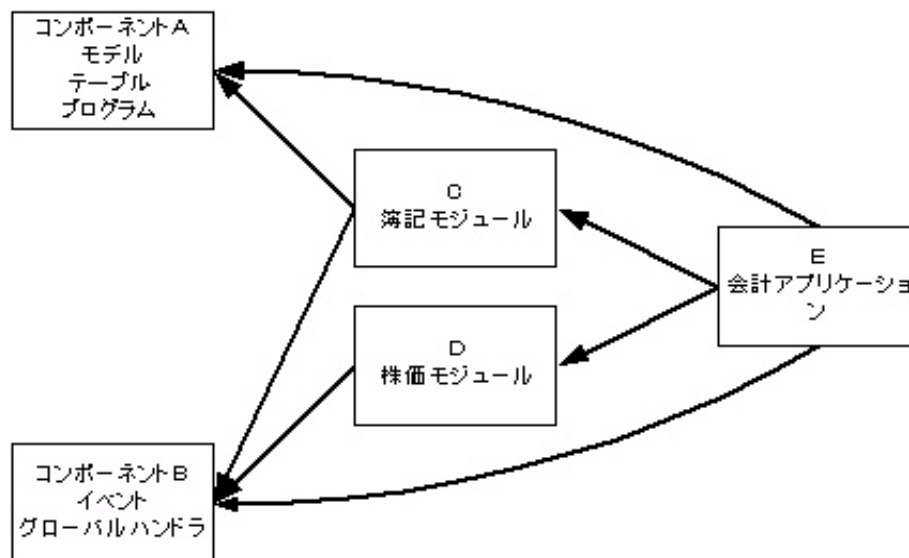 コンポーネントA
モデル
テーブル
プログラム
C
簿記モジュール
E
会計アプリケーショ
ン
D
株価モジュール
コンポーネントB
イベント
グローバルハンドラ